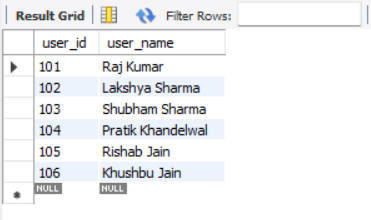 Result Grid Filter Rows:
user_id user_name
101 Raj Kumar
102 Lakshya Sharma
103 Shubham Sharma
104 Pratik Khandelwal
105 Rishab Jain
106 Khushbu Jain
NULL NULL